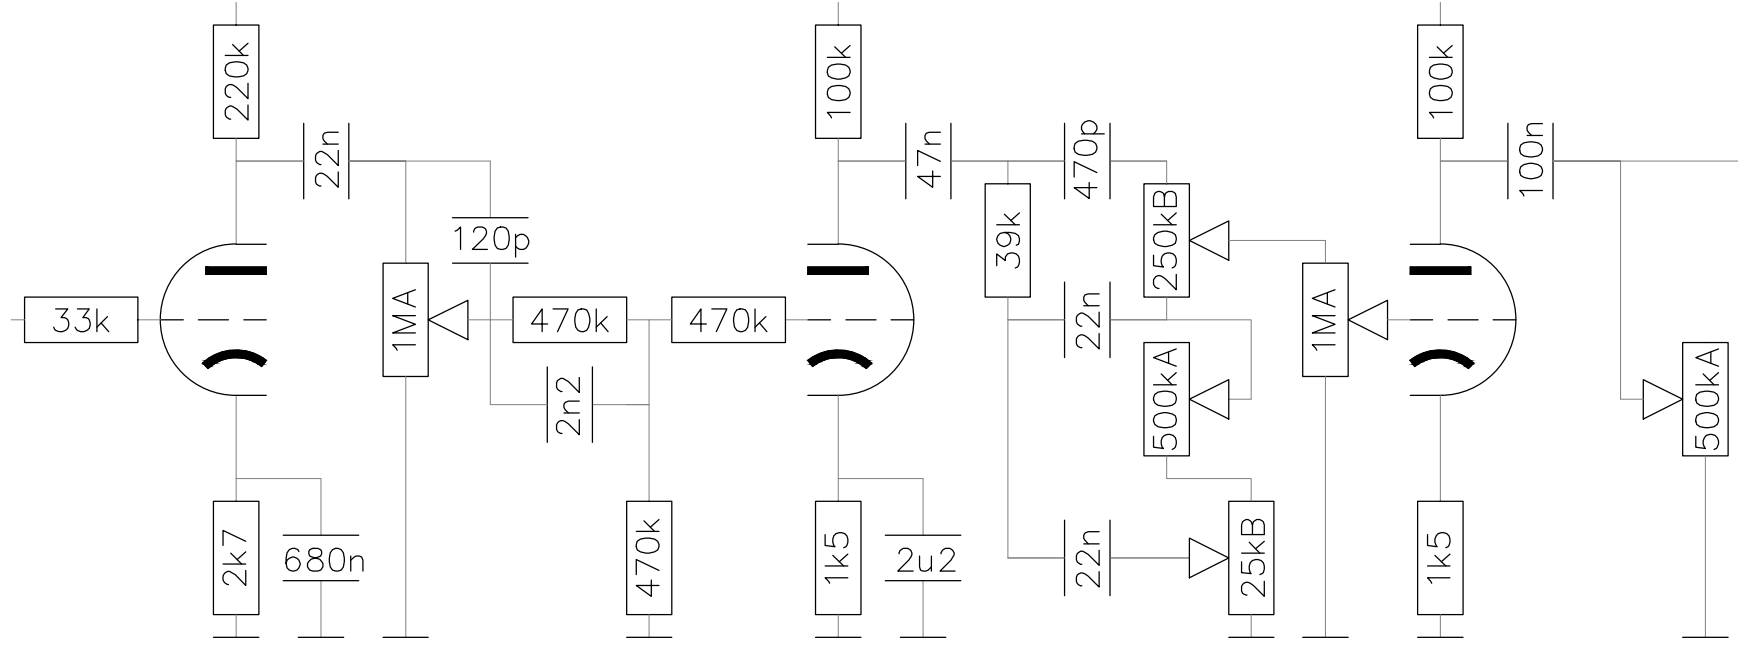 220k
22n
120p
33k
1MA
470k
470k
2n2
2k7
680n
470k
100k
47n
470p
39k
250kB
22n
500kA
1k5
2u2
22n
25kB
1MA
100k
100n
1k5
500kA